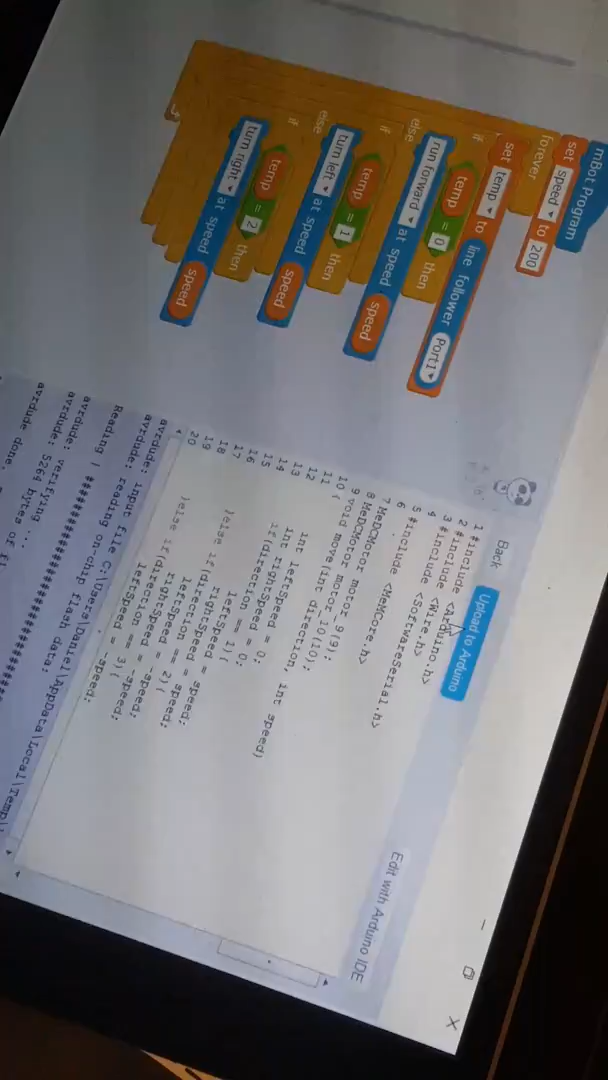 mBot Program
set speed to 200
forever
set temp to line follower Port1
if temp = 0 then
run forward at speed speed
else
if temp = 1 then
turn left at speed speed
else
if temp = 2 then
turn right at speed speed
Back
Upload to Arduino
Edit with Arduino IDE
1 #include <Arduino.h>
2 #include <Wire.h>
3 #include <SoftwareSerial.h>
4
5 #include <MeMCore.h>
6
7 MeDCMotor motor_9(9);
8 MeDCMotor motor_10(10);
9 void move(int direction, int speed)
10 {
11 int leftSpeed = 0;
12 int rightSpeed = 0;
13 if(direction == 1){
14 leftSpeed = speed;
15 rightSpeed = speed;
16 }else if(direction == 2){
17 leftSpeed = -speed;
18 rightSpeed = -speed;
19 }else if(direction == 3){
20 leftSpeed = -speed;
avrdude: input file C:\Users\Daniel\AppData\Local\Temp\
avrdude: reading on-chip flash data:
Reading | ########################################
avrdude: verifying ...
avrdude: 5264 bytes of fl
avrdude done.